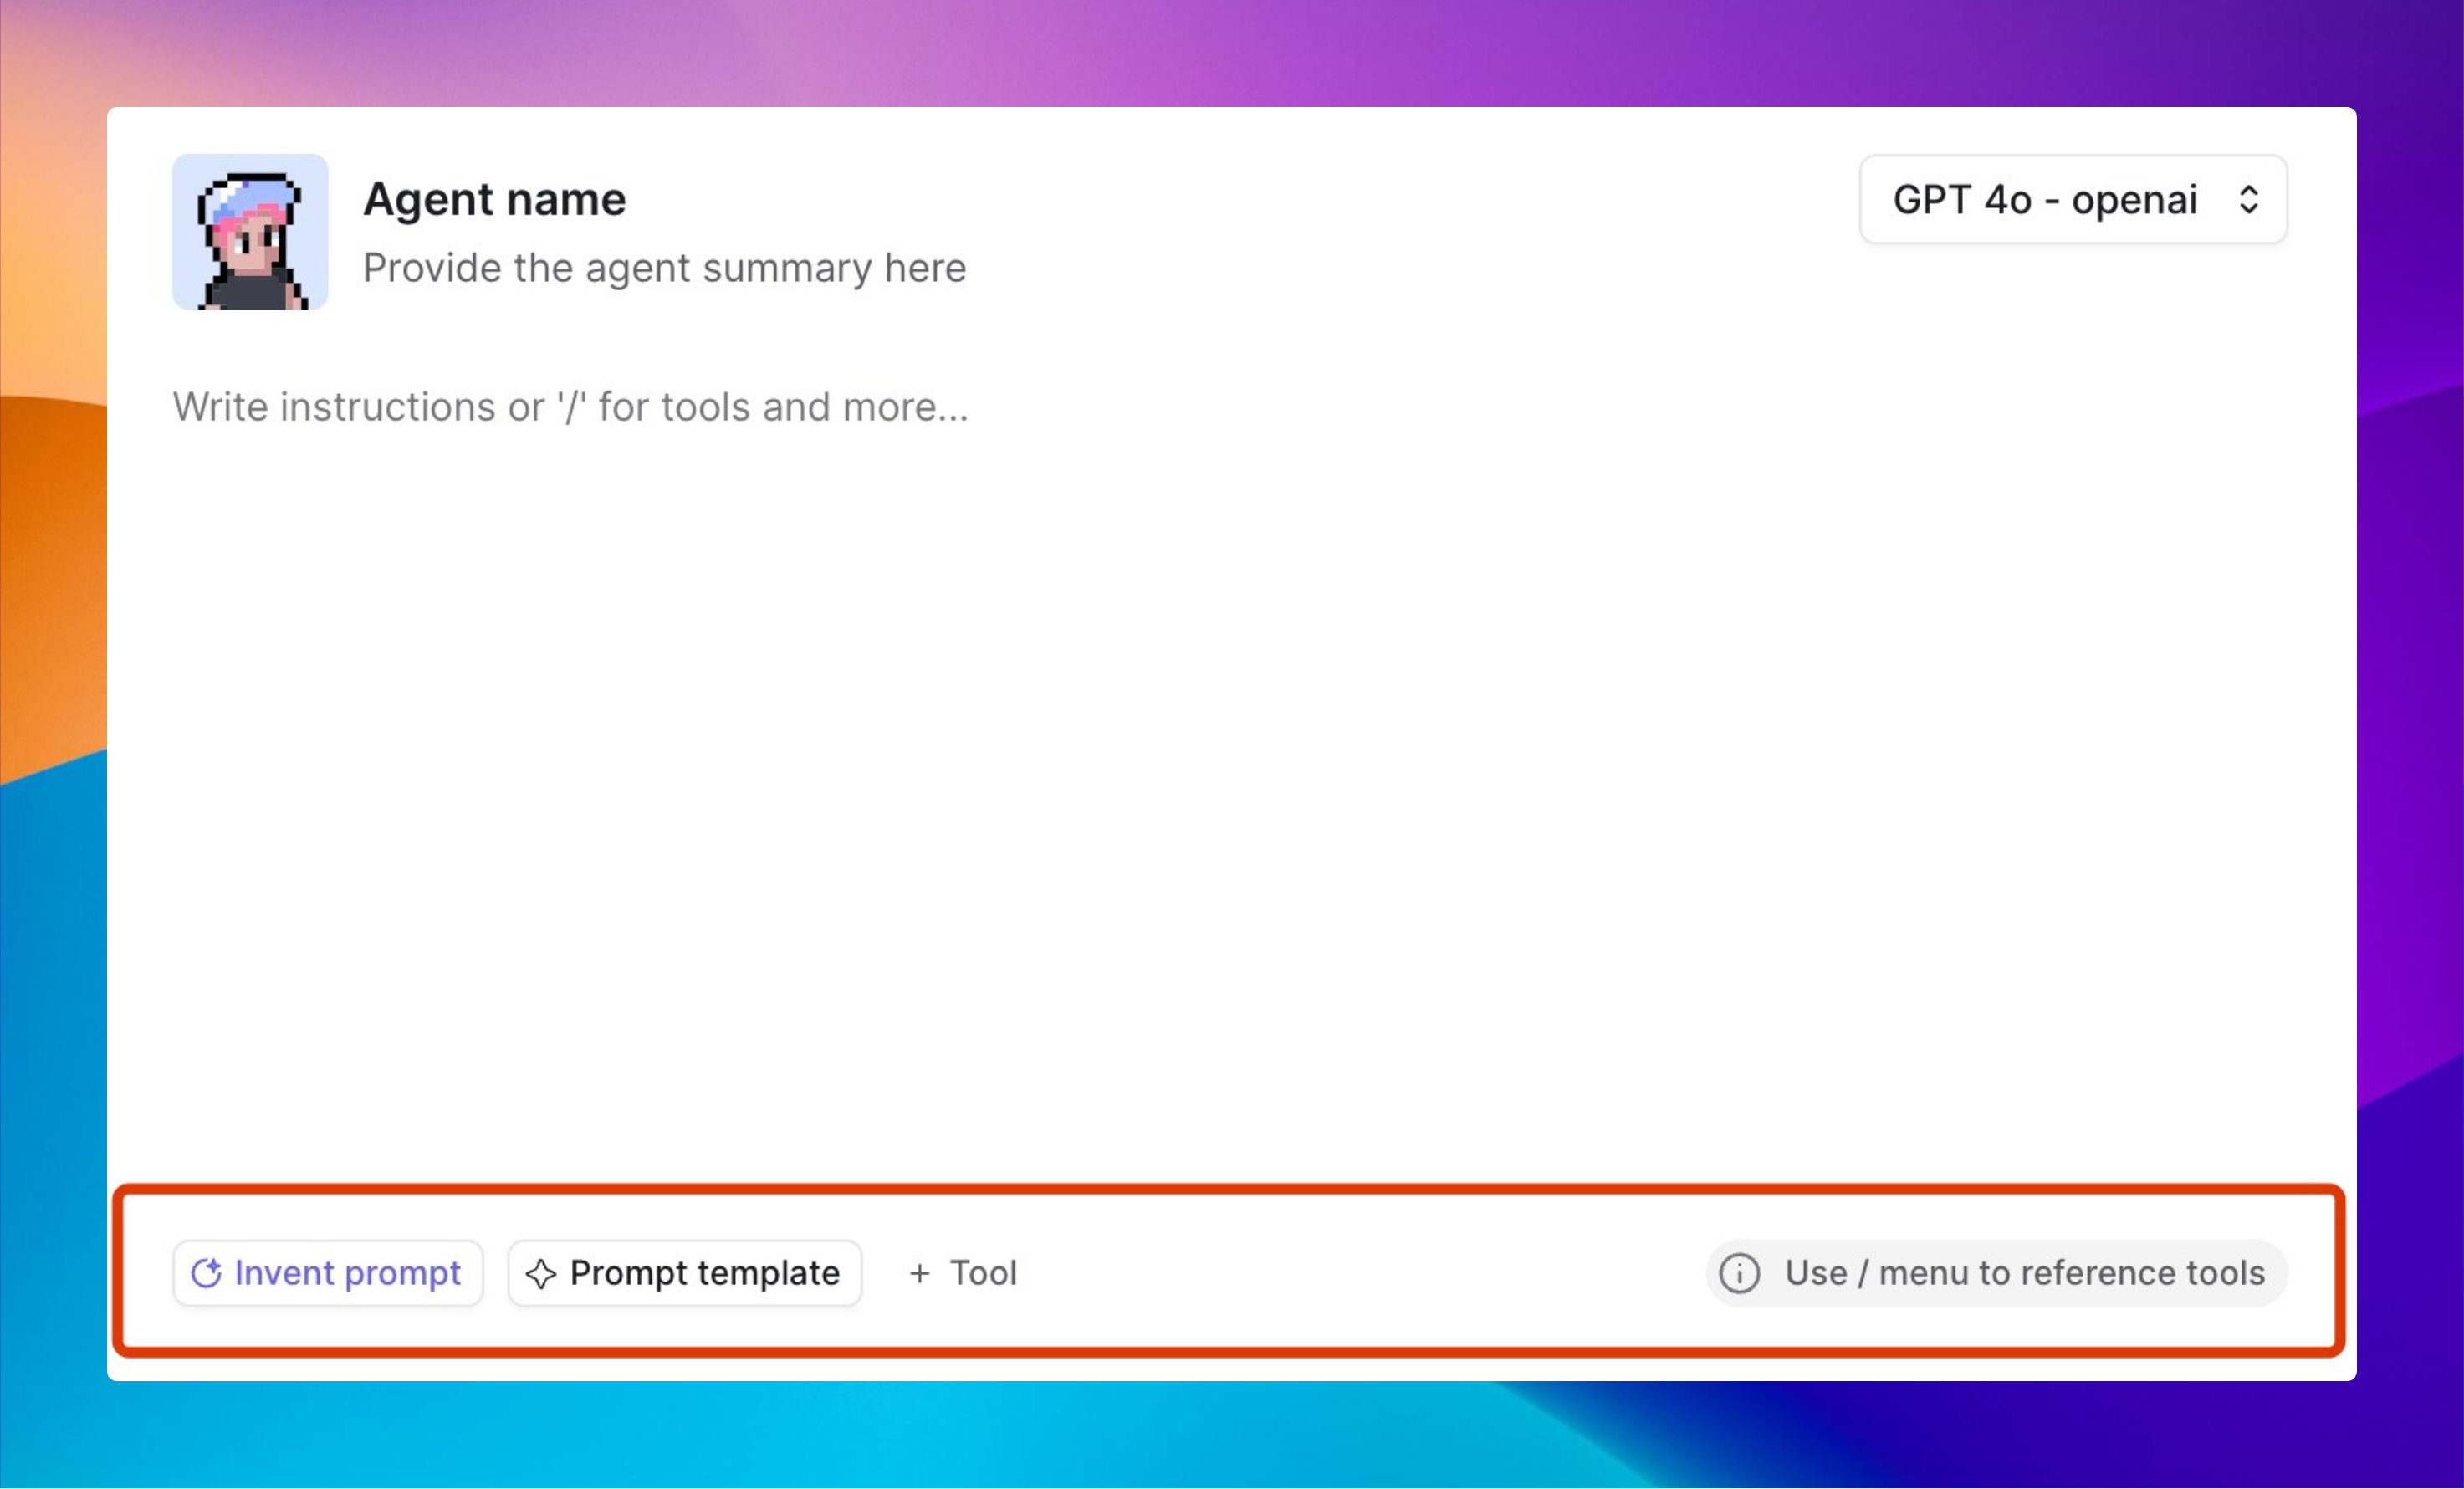 Agent name
GPT 4o - openai
Provide the agent summary here
Write instructions or '/' for tools and more...
Invent prompt
Prompt template
+ Tool
Use / menu to reference tools